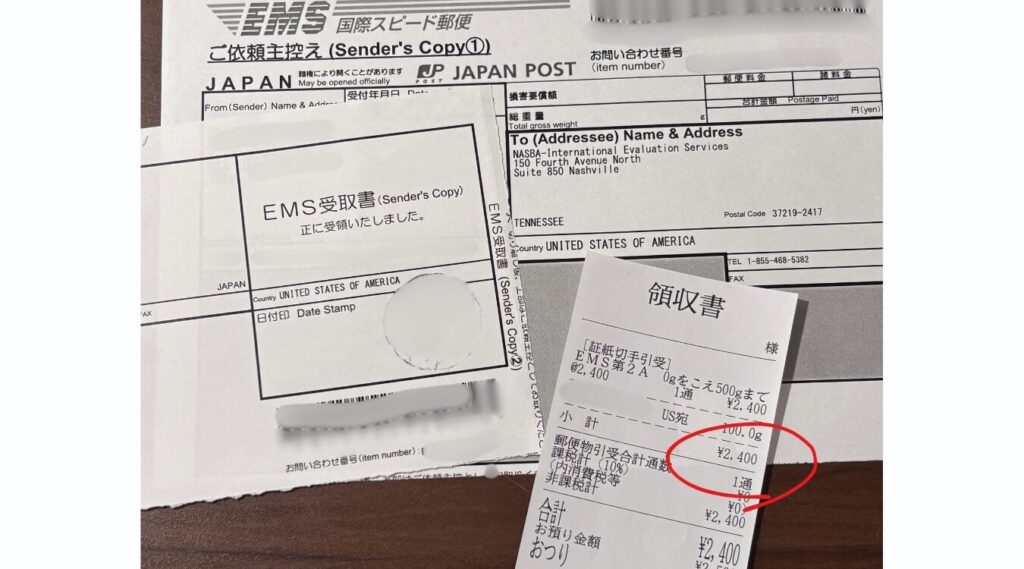 EMS 国際スピード郵便
ご依頼主控え (Sender's Copy①)
JAPAN 職権により開くことがあります
May be opened officially
JP POST JAPAN POST
お問い合わせ番号
(item number)
From (Sender) Name & Address
受付年月日
損害要償額
郵便料金
諸料金
合計金額 Postage Paid
円(yen)
総重量
Total gross weight
g
To (Addressee) Name & Address
NASBA-International Evaluation Services
150 Fourth Avenue North
Suite 850 Nashville
TENNESSEE
Postal Code 37219-2417
Country UNITED STATES OF AMERICA
TEL 1-855-468-5382
FAX
EMS受取書(Sender's Copy)
正に受領いたしました。
JAPAN
FAX
Country UNITED STATES OF AMERICA
日付印 Date Stamp
お問い合わせ番号(item number):
EMS受取書 (Sender's Copy②)
領収書
様
[証紙切手引受]
EMS第2A 0gをこえ500gまで
@2,400 1通 ¥2,400
US宛 100.0g
小 計 ¥2,400
郵便物引受合計通数 1通
課税計(10%) ¥0
(内消費税等 ¥0)
非課税計 ¥2,400
合計 ¥2,400
お預り金額
おつり